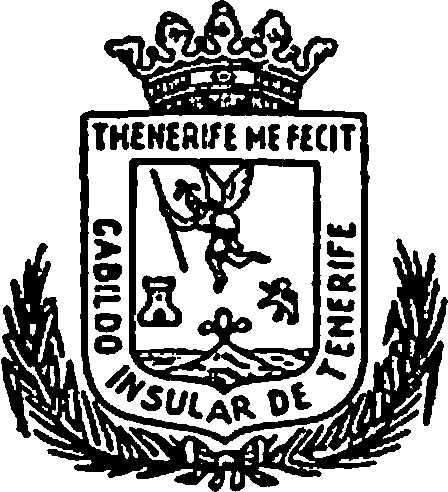 THENERIFE ME FECIT
CABILDO INSULAR DE TENERIFE